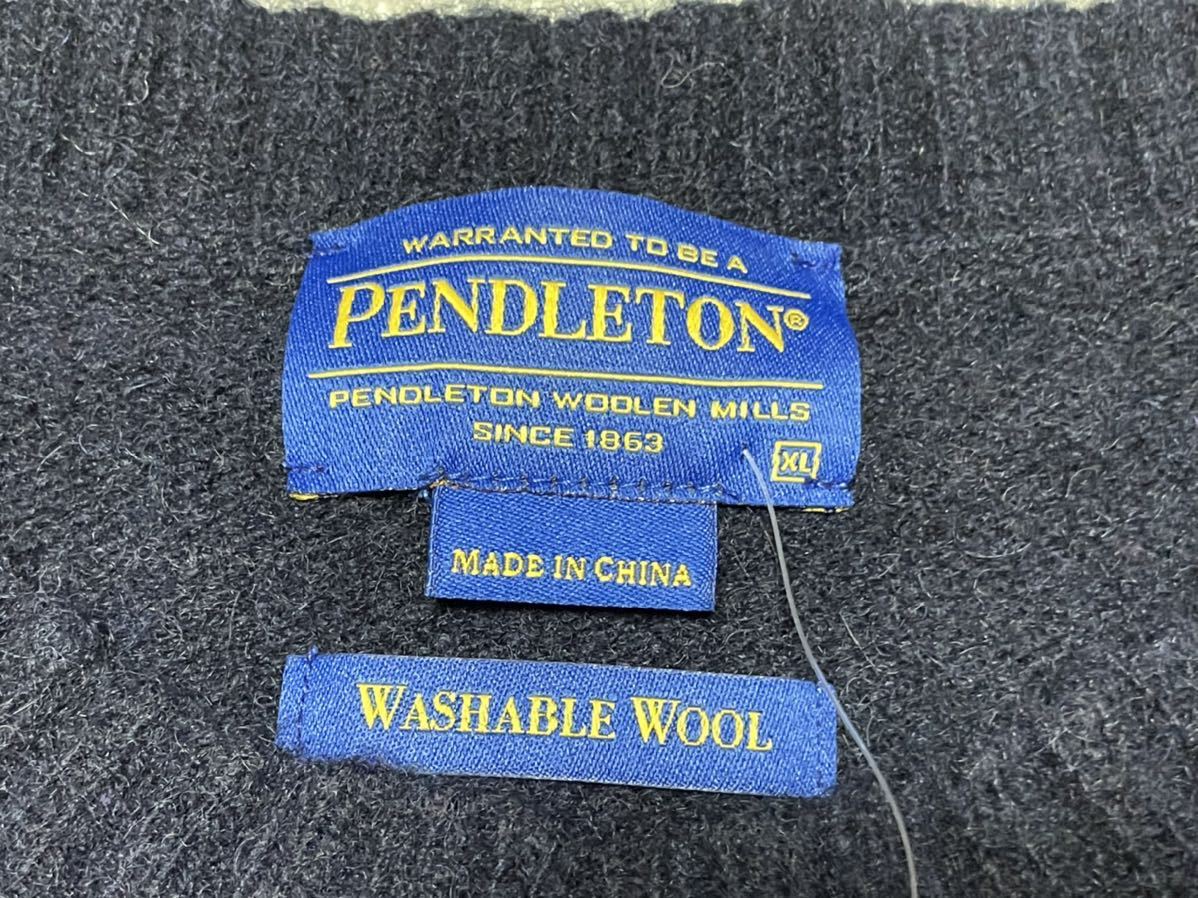 WARRANTED TO BE A
PENDLETON®
PENDLETON WOOLEN MILLS
SINCE 1863
XL
MADE IN CHINA
WASHABLE WOOL